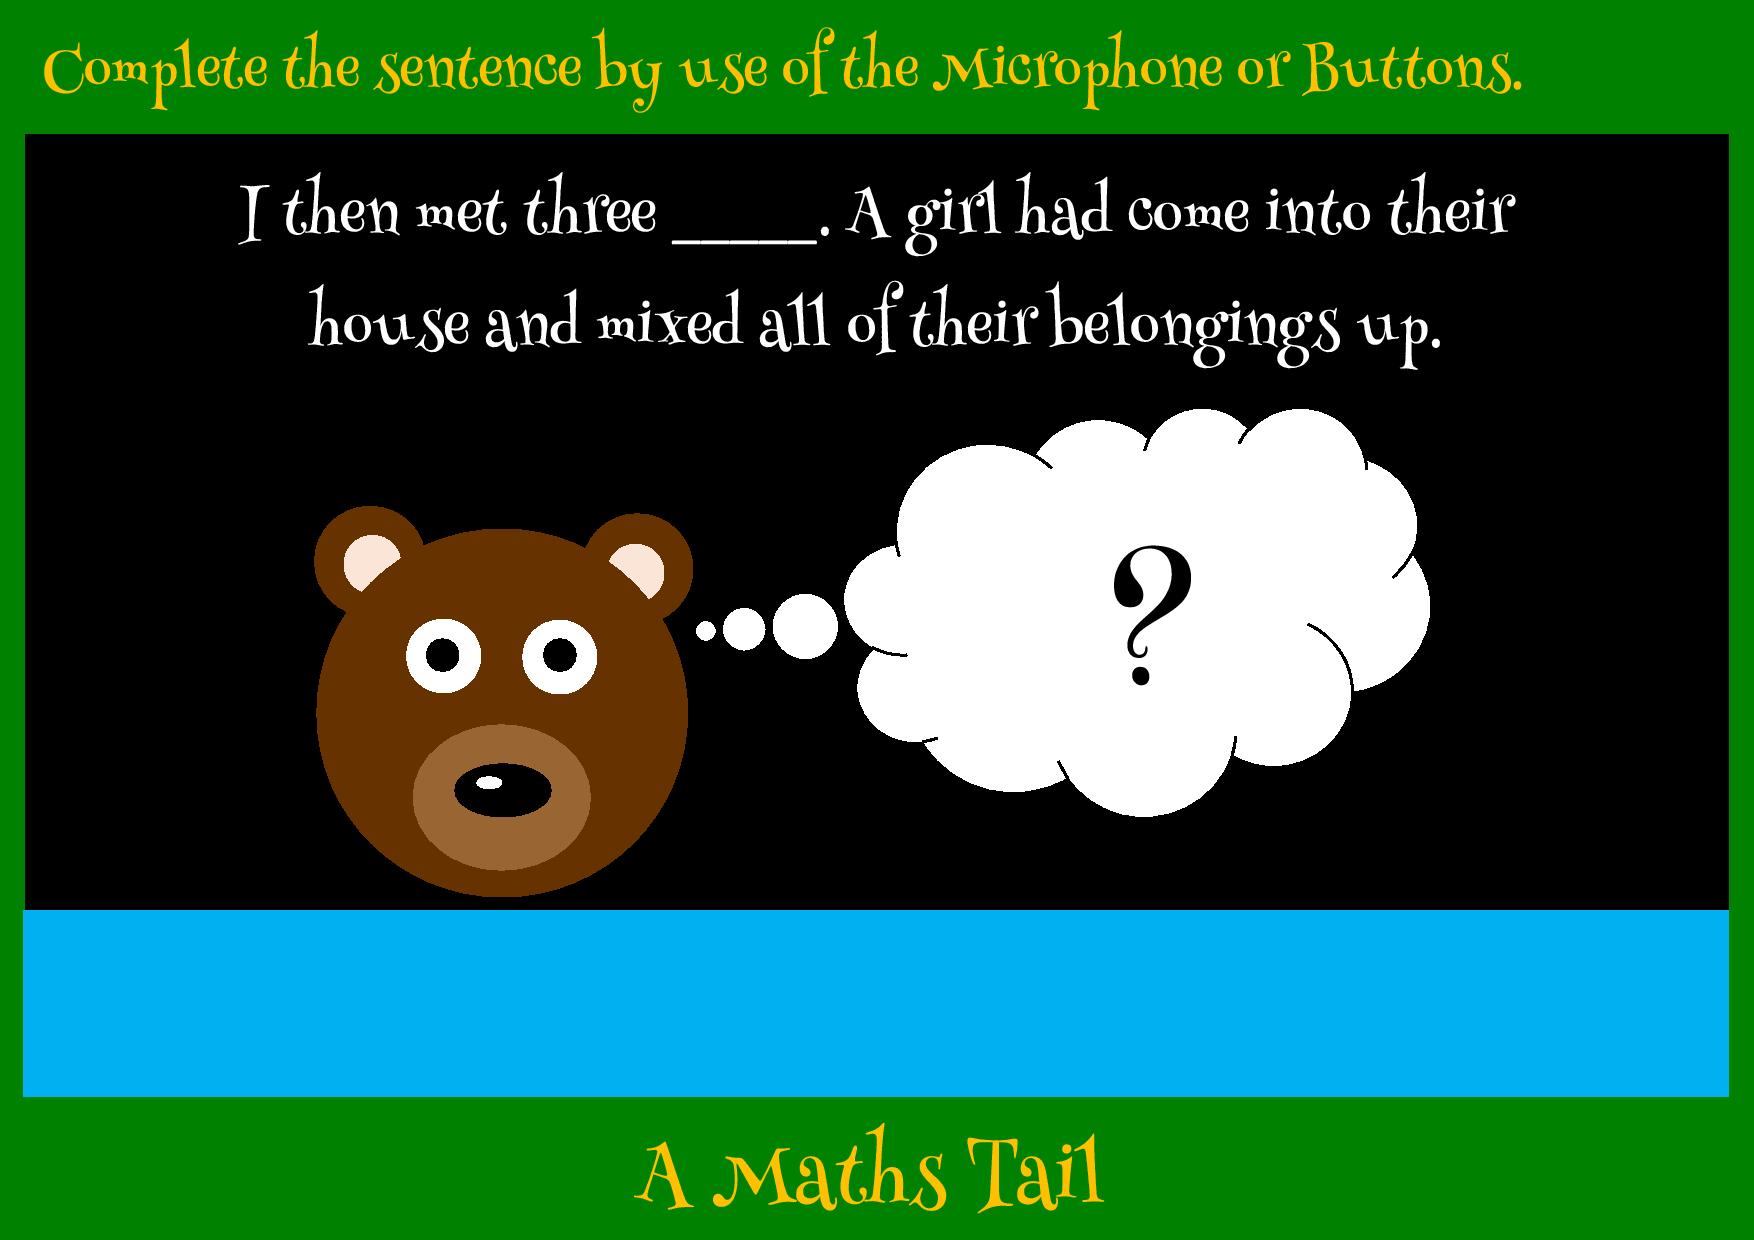 Complete the sentence by use of the Microphone or Buttons.
I then met three _____. A girl had come into their
house and mixed all of their belongings up.
?
A Maths Tail